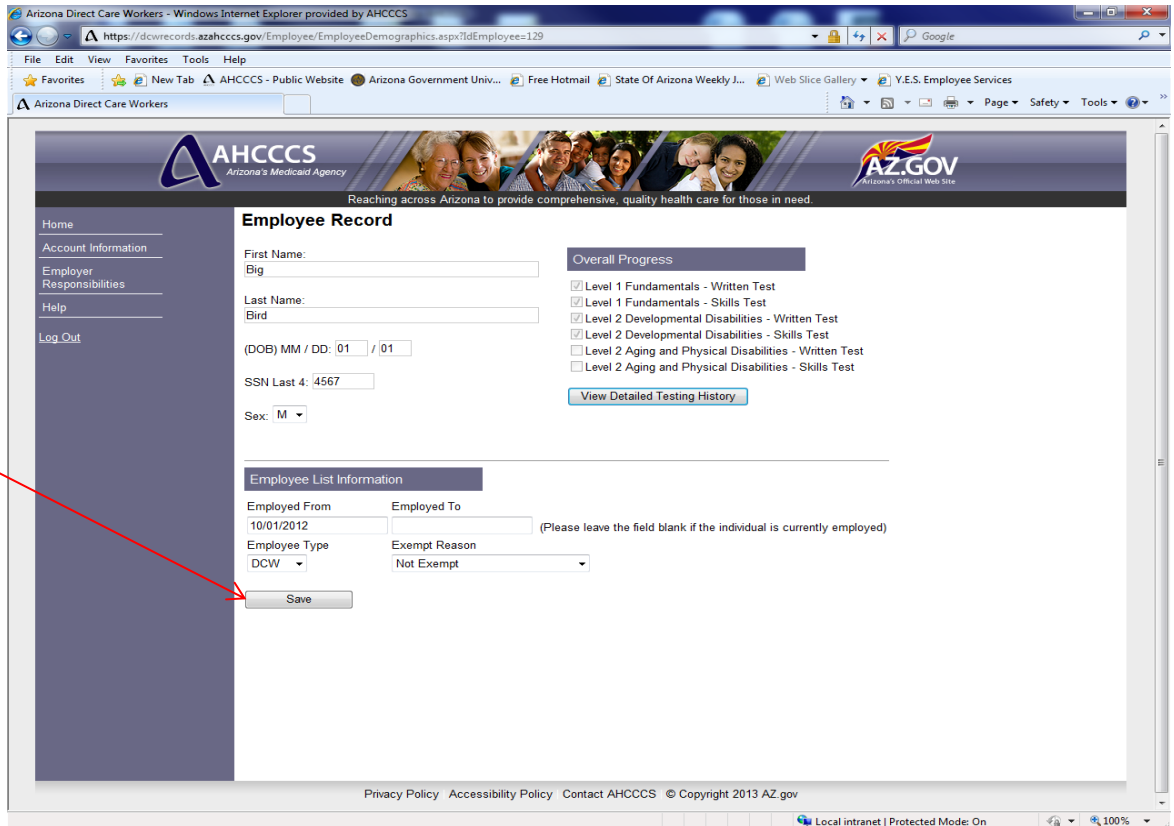 Arizona Direct Care Workers - Windows Internet Explorer provided by AHCCCS
https://dcwrecords.azahcccs.gov/Employee/EmployeeDemographics.aspx?IdEmployee=129
Google
File Edit View Favorites Tools Help
Favorites New Tab AHCCCS - Public Website Arizona Government Univ... Free Hotmail State Of Arizona Weekly J... Web Slice Gallery Y.E.S. Employee Services
Arizona Direct Care Workers
Page Safety Tools
AHCCCS
Arizona's Medicaid Agency
AZ.GOV
Arizona's Official Web Site
Reaching across Arizona to provide comprehensive, quality health care for those in need.
Home
Account Information
Employer
Responsibilities
Help
Log Out
Employee Record
First Name:
Big
Last Name:
Bird
(DOB) MM / DD: 01 / 01
SSN Last 4: 4567
Sex: M
Overall Progress
Level 1 Fundamentals - Written Test
Level 1 Fundamentals - Skills Test
Level 2 Developmental Disabilities - Written Test
Level 2 Developmental Disabilities - Skills Test
Level 2 Aging and Physical Disabilities - Written Test
Level 2 Aging and Physical Disabilities - Skills Test
View Detailed Testing History
Employee List Information
Employed From Employed To
10/01/2012 (Please leave the field blank if the individual is currently employed)
Employee Type Exempt Reason
DCW Not Exempt
Save
Privacy Policy Accessibility Policy Contact AHCCCS © Copyright 2013 AZ.gov
Local intranet | Protected Mode: On 100%